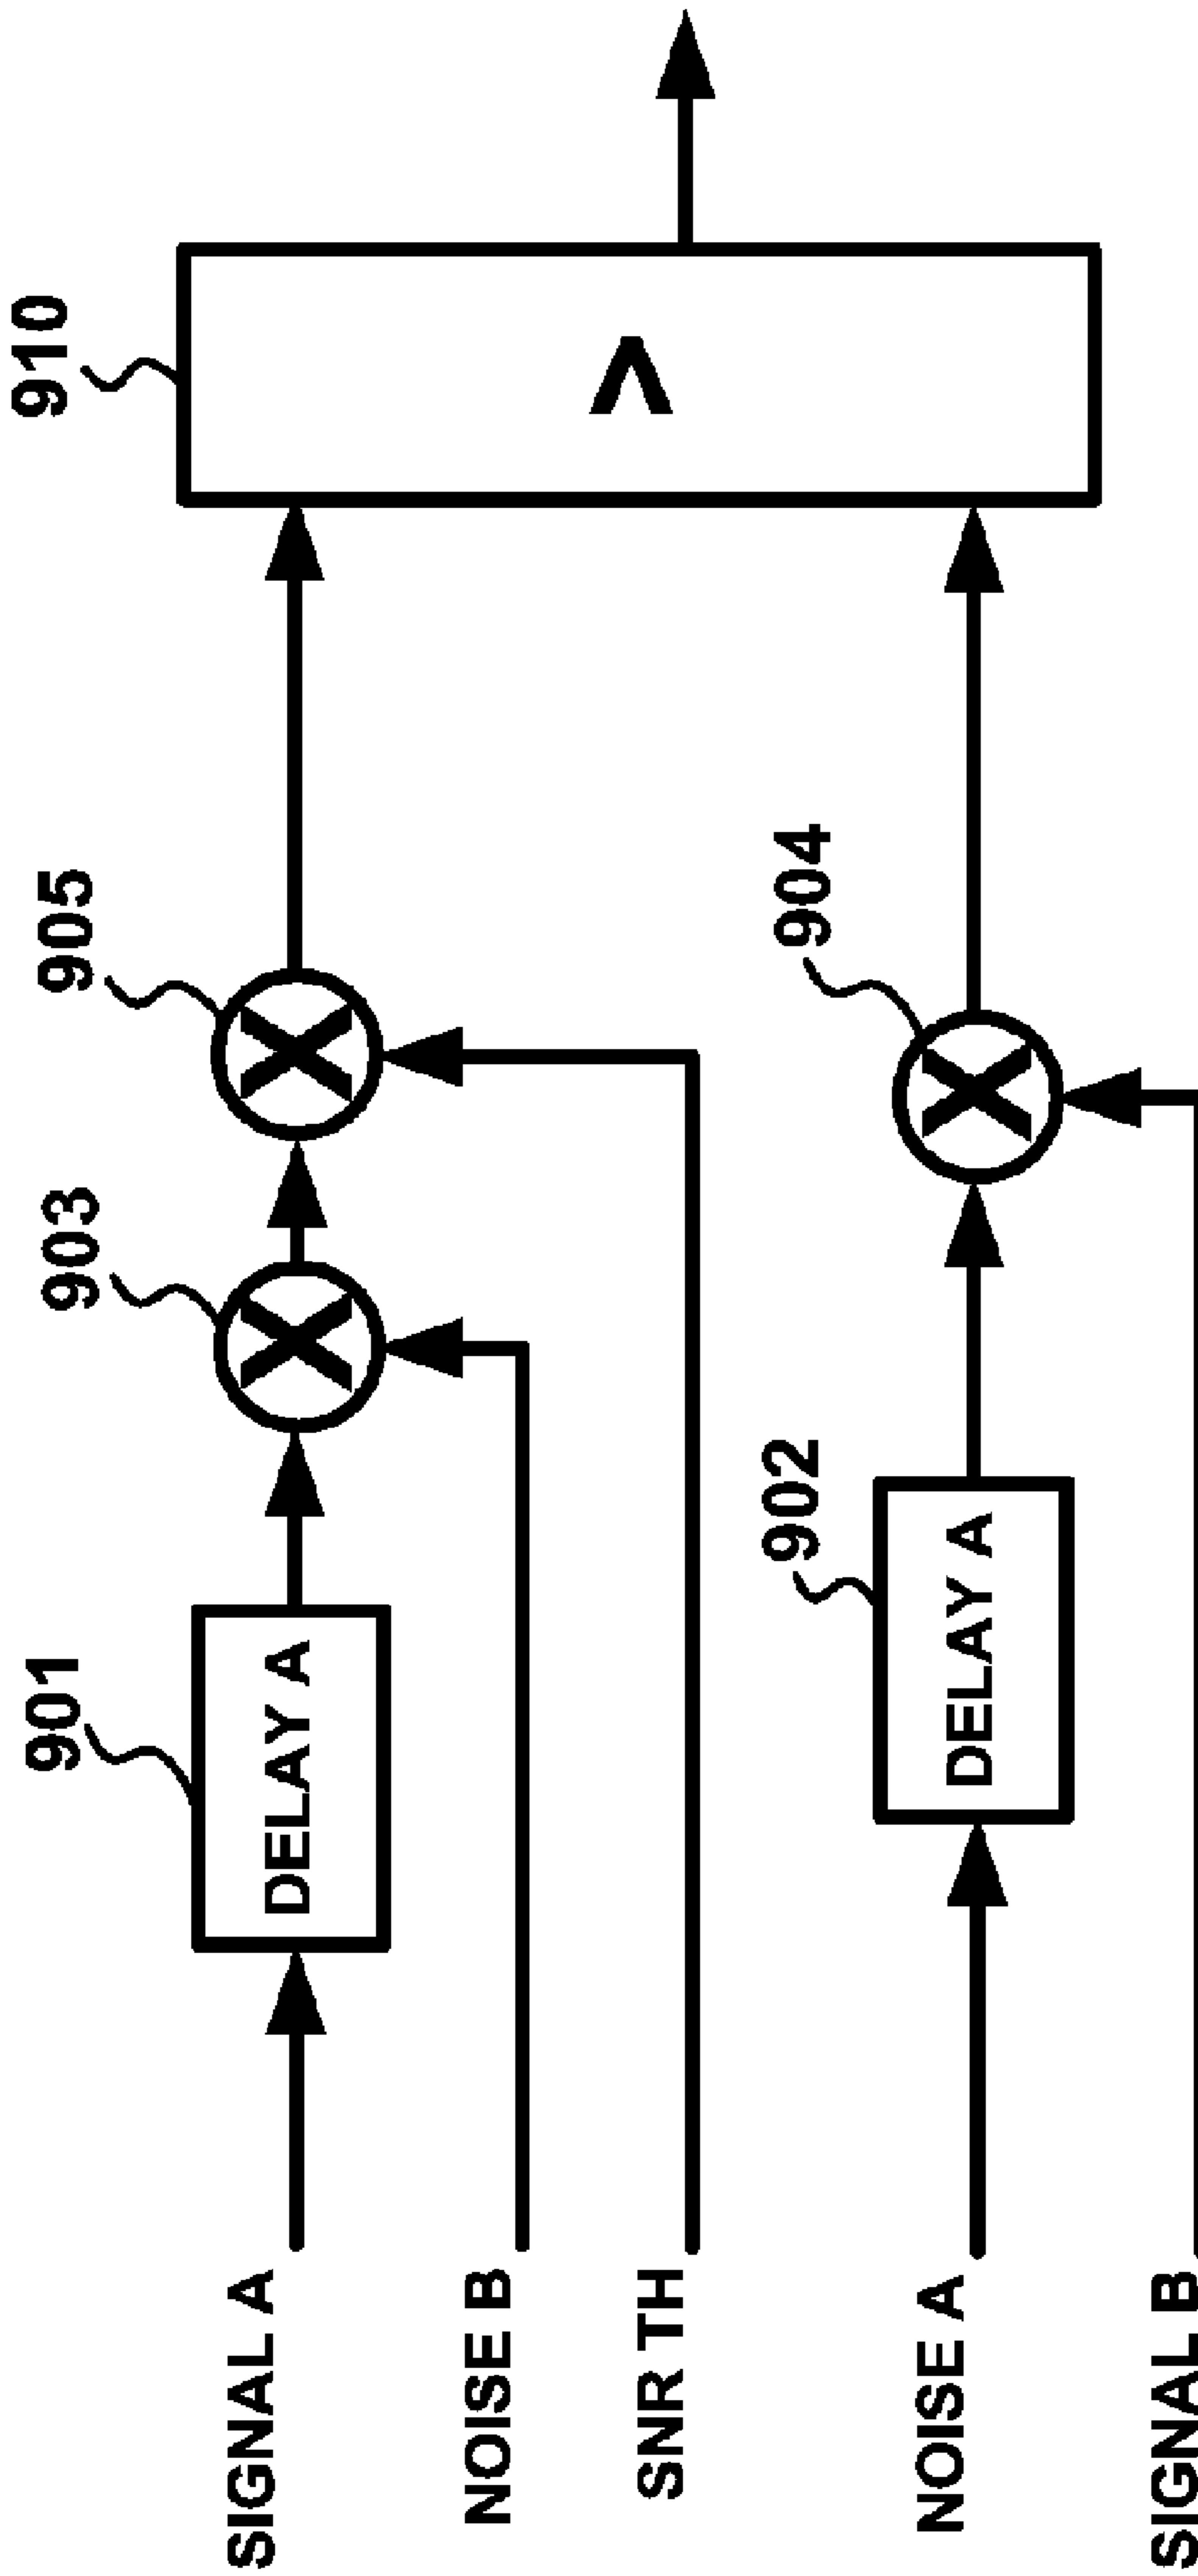 901
903
905
910
SIGNAL A
DELAY A
X
X
NOISE B
>
SNR TH
902
904
NOISE A
DELAY A
X
SIGNAL B